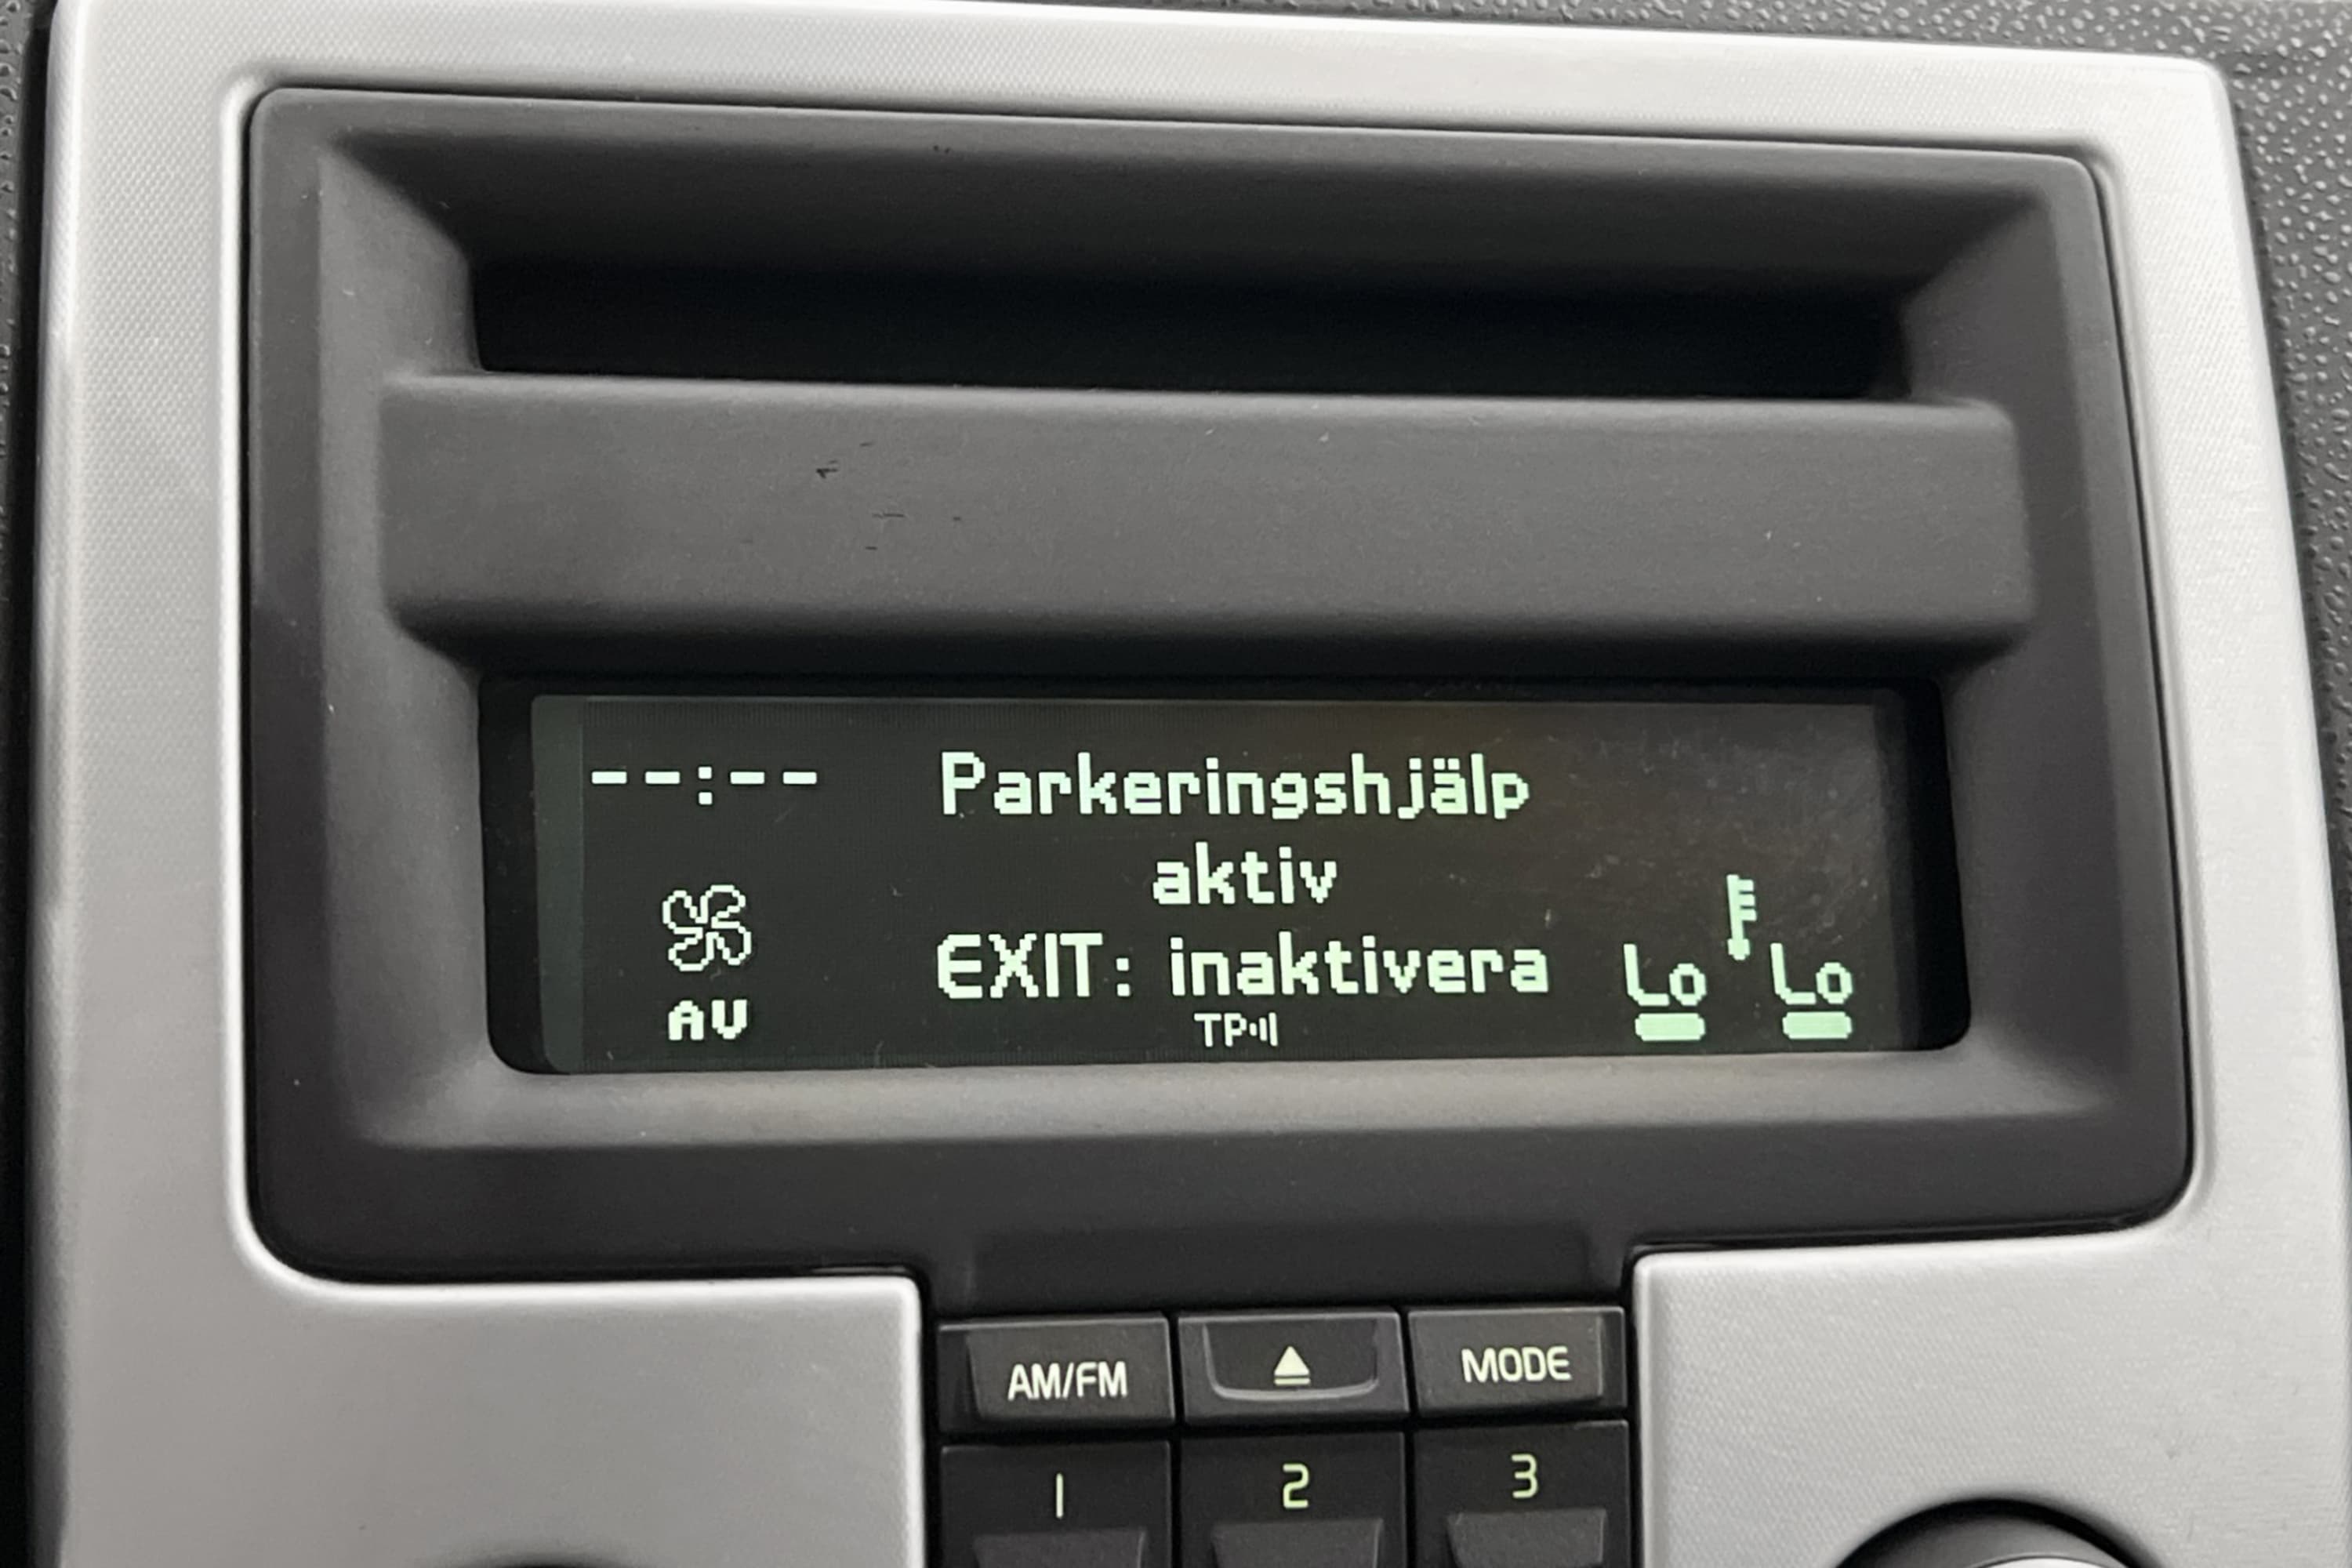 --:--
Parkeringshjälp
aktiv
EXIT: inaktivera
AV
TP
Lo Lo
AM/FM MODE
1 2 3